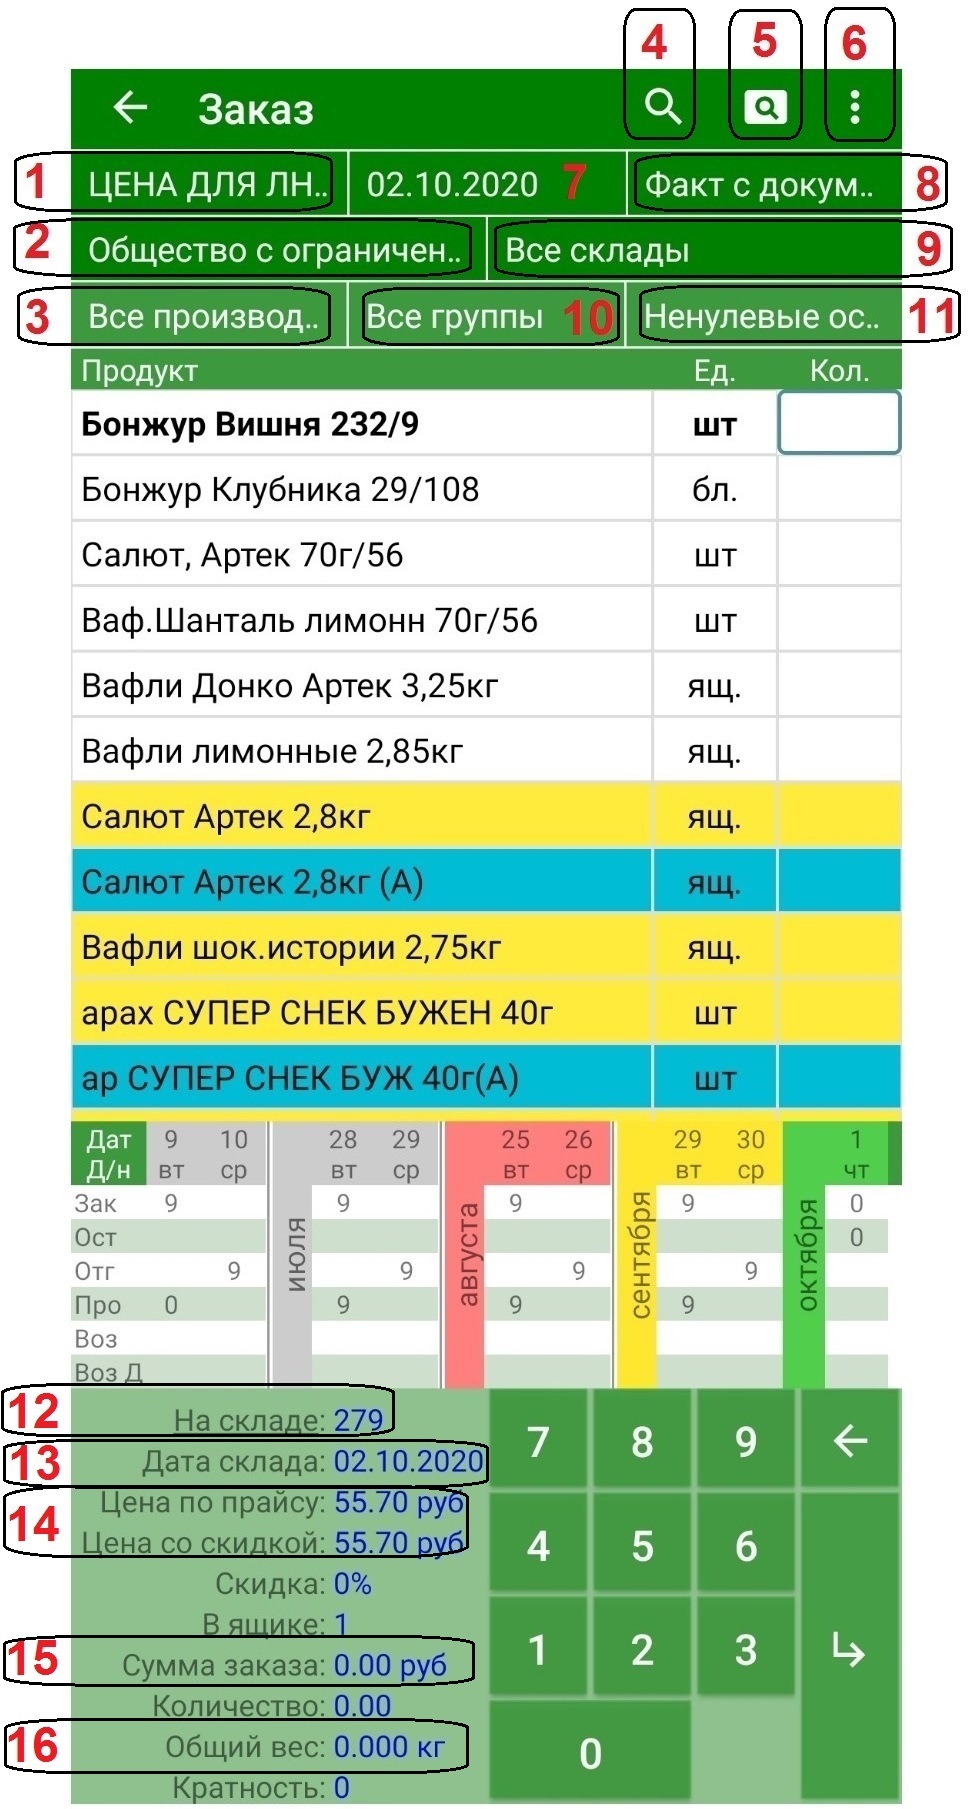 4 5 6
Заказ
1 ЦЕНА ДЛЯ ЛН.. 02.10.2020 7 Факт с докум.. 8
2 Общество с ограничен.. Все склады 9
3 Все производ.. Все группы 10 Ненулевые ос.. 11
Продукт Ед. Кол.
Бонжур Вишня 232/9 шт
Бонжур Клубника 29/108 бл.
Салют, Артек 70г/56 шт
Ваф.Шанталь лимонн 70г/56 шт
Вафли Донко Артек 3,25кг ящ.
Вафли лимонные 2,85кг ящ.
Салют Артек 2,8кг ящ.
Салют Артек 2,8кг (А) ящ.
Вафли шок.истории 2,75кг ящ.
арах СУПЕР СНЕК БУЖЕН 40г шт
ар СУПЕР СНЕК БУЖ 40г(А) шт
Дат 9 10 28 29 25 26 29 30 1
Д/н вт ср вт ср вт ср вт ср чт
июля августа сентября октября
Зак 9 9 9 9 0
Ост 0
Отг 9 9 9 9
Про 0 9 9 9
Воз
Воз Д
12 На складе: 279
13 Дата склада: 02.10.2020
14 Цена по прайсу: 55.70 руб
Цена со скидкой: 55.70 руб
Скидка: 0%
В ящике: 1
15 Сумма заказа: 0.00 руб
Количество: 0.00
16 Общий вес: 0.000 кг
Кратность: 0
7 8 9
4 5 6
1 2 3
0